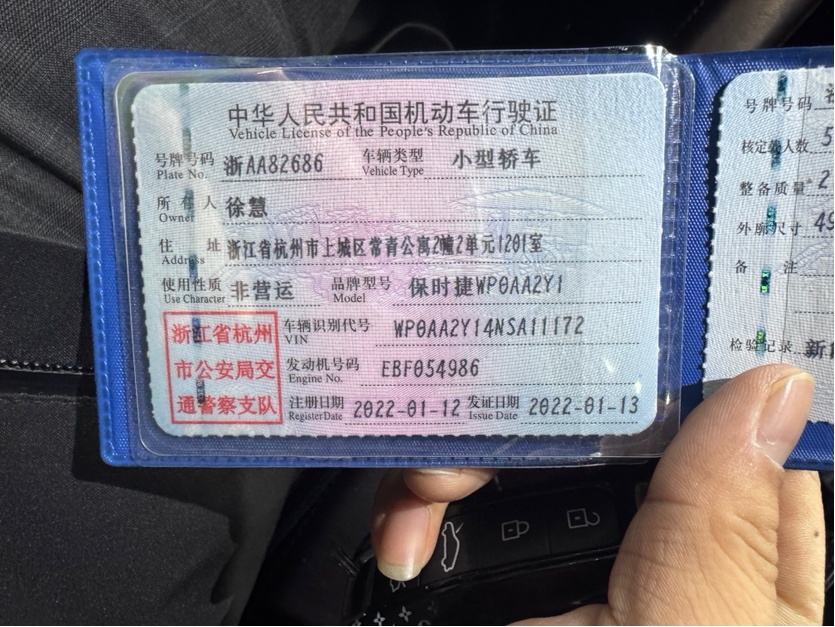 中华人民共和国机动车行驶证
Vehicle License of the People's Republic of China
号牌号码 浙AA82686 车辆类型 小型轿车
Plate No. Vehicle Type
所有人 徐慧
Owner
住址 浙江省杭州市上城区常青公寓2幢2单元1201室
Address
使用性质 非营运 品牌型号 保时捷WP0AA2Y1
Use Character Model
浙江省杭州
市公安局交
通警察支队
车辆识别代号 WP0AA2Y14NSA11172
VIN
发动机号码 EBF054986
Engine No.
注册日期 2022-01-12 发证日期 2022-01-13
Register Date Issue Date
号牌号码
核定载人数 5
整备质量 2
外廓尺寸 49
备注
检验记录 新能